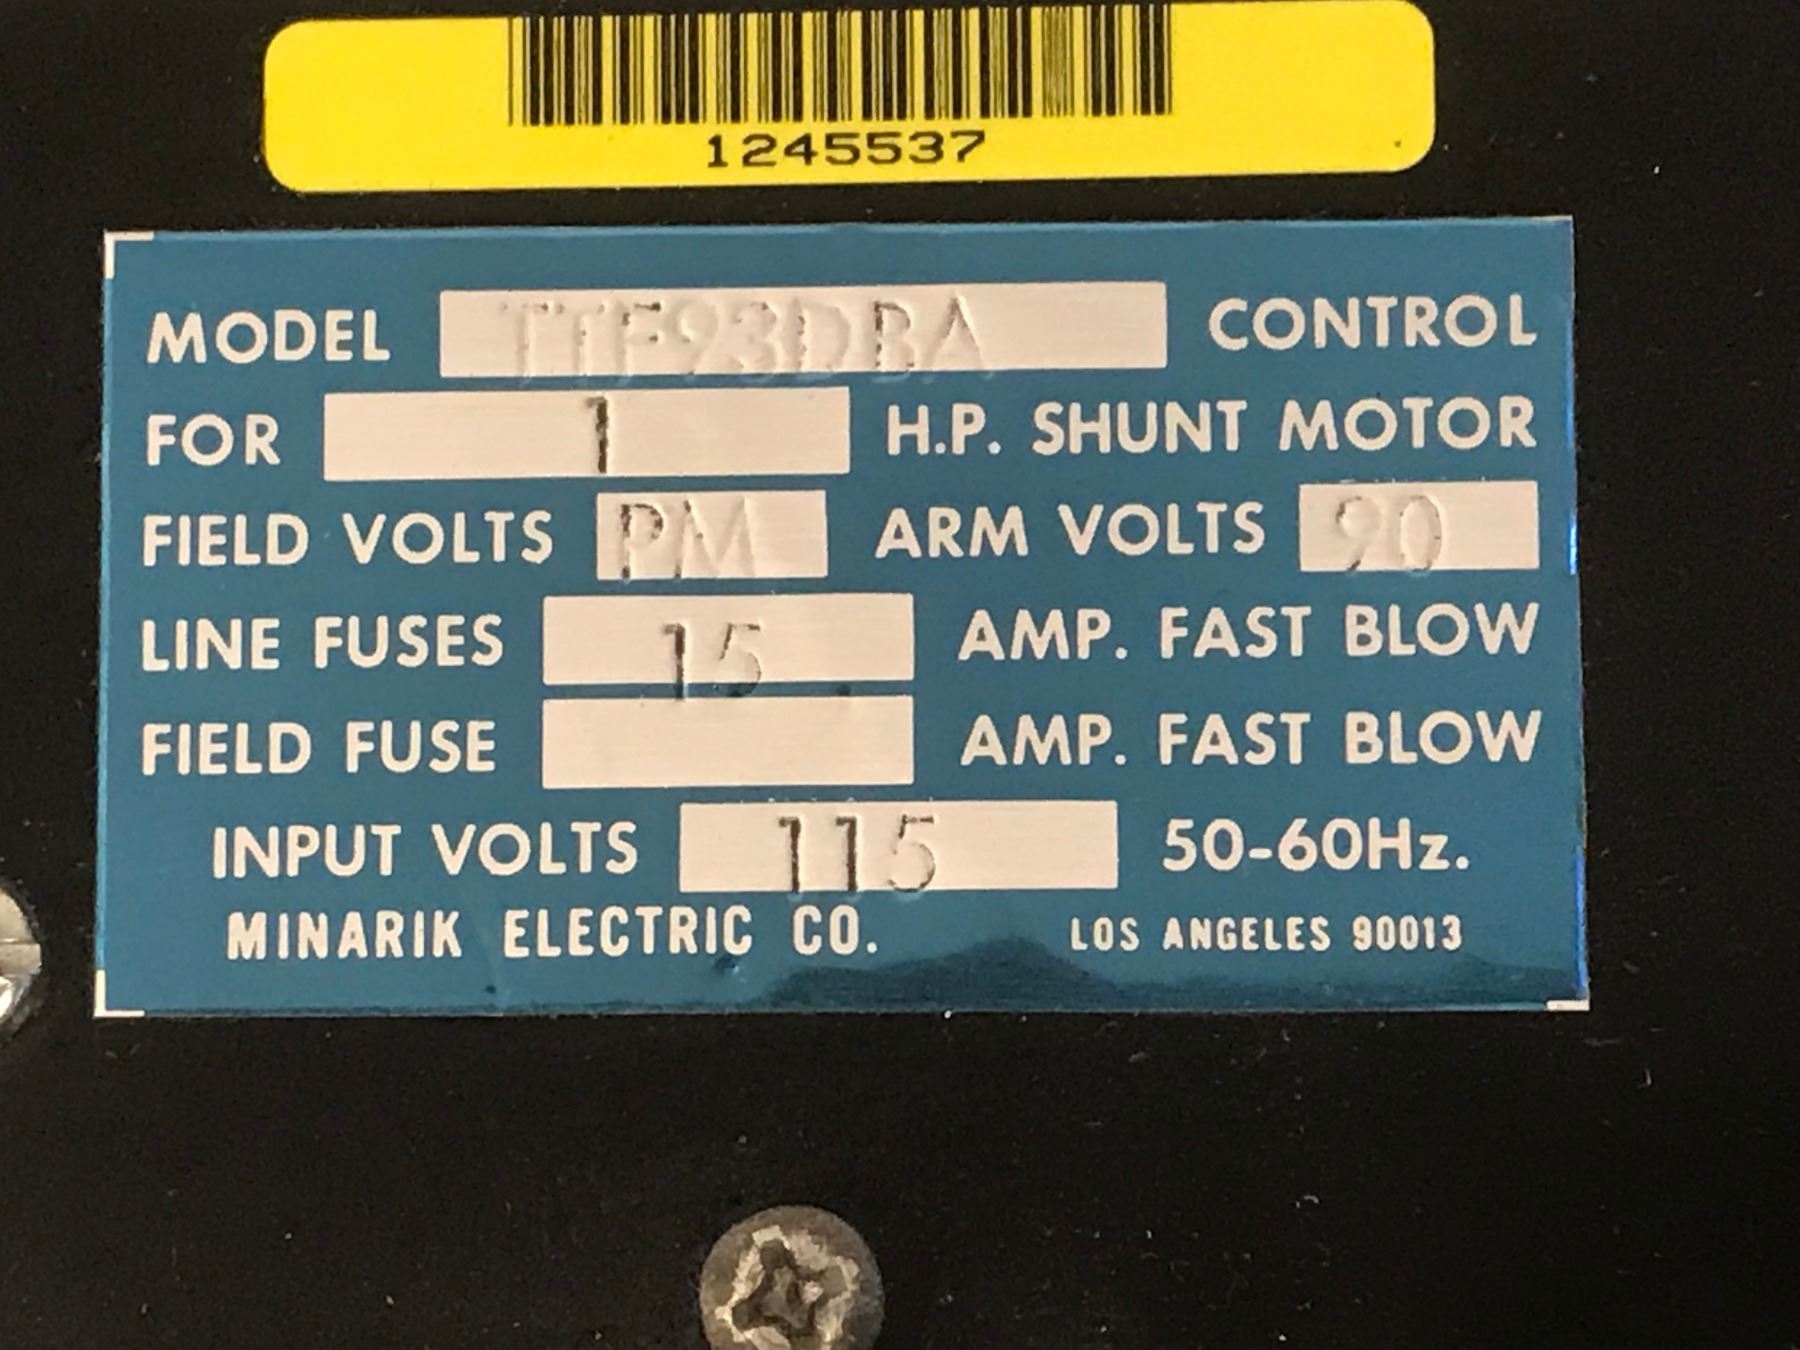 1245537
MODEL TTF93DBA CONTROL
FOR 1 H.P. SHUNT MOTOR
FIELD VOLTS PM ARM VOLTS 90
LINE FUSES 15 AMP. FAST BLOW
FIELD FUSE AMP. FAST BLOW
INPUT VOLTS 115 50-60Hz.
MINARIK ELECTRIC CO. LOS ANGELES 90013